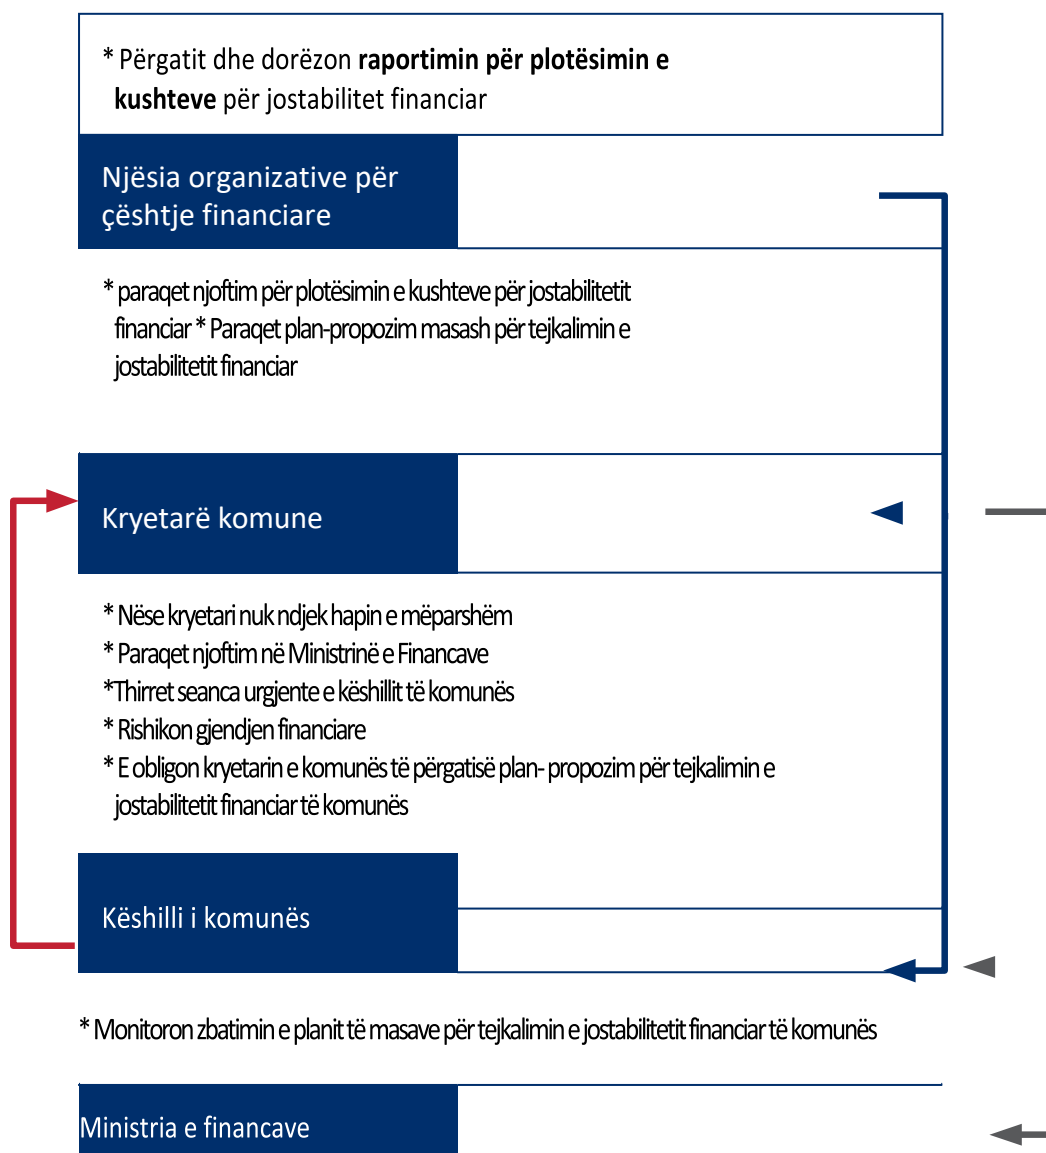 * Përgatit dhe dorëzon raportimin për plotësimin e
kushteve për jostabilitet financiar
Njësia organizative për
çështje financiare
* paraqet njoftim për plotësimin e kushteve për jostabilitetit
financiar * Paraqet plan-propozim masash për tejkalimin e
jostabilitetit financiar
Kryetarë komune
* Nëse kryetari nuk ndjek hapin e mëparshëm
* Paraqet njoftim në Ministrinë e Financave
*Thirret seanca urgjente e këshillit të komunës
* Rishikon gjendjen financiare
* E obligon kryetarin e komunës të përgatisë plan- propozim për tejkalimin e
jostabilitetit financiar të komunës
Këshilli i komunës
* Monitoron zbatimin e planit të masave për tejkalimin e jostabilitetit financiar të komunës
Ministria e financave